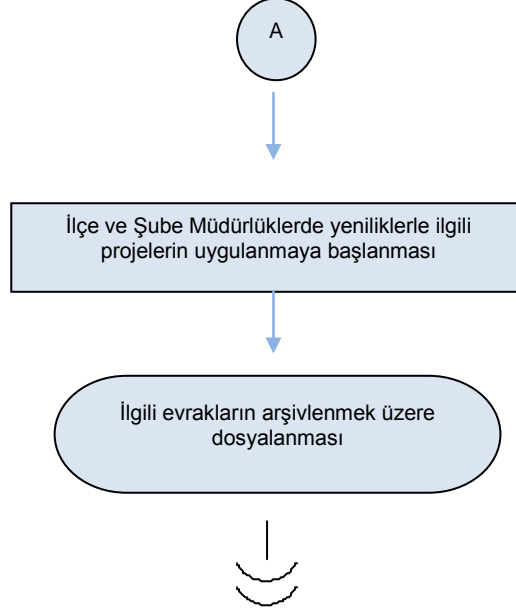 A
İlçe ve Şube Müdürlüklerde yeniliklerle ilgili
projelerin uygulanmaya başlanması
İlgili evrakların arşivlenmek üzere
dosyalanması